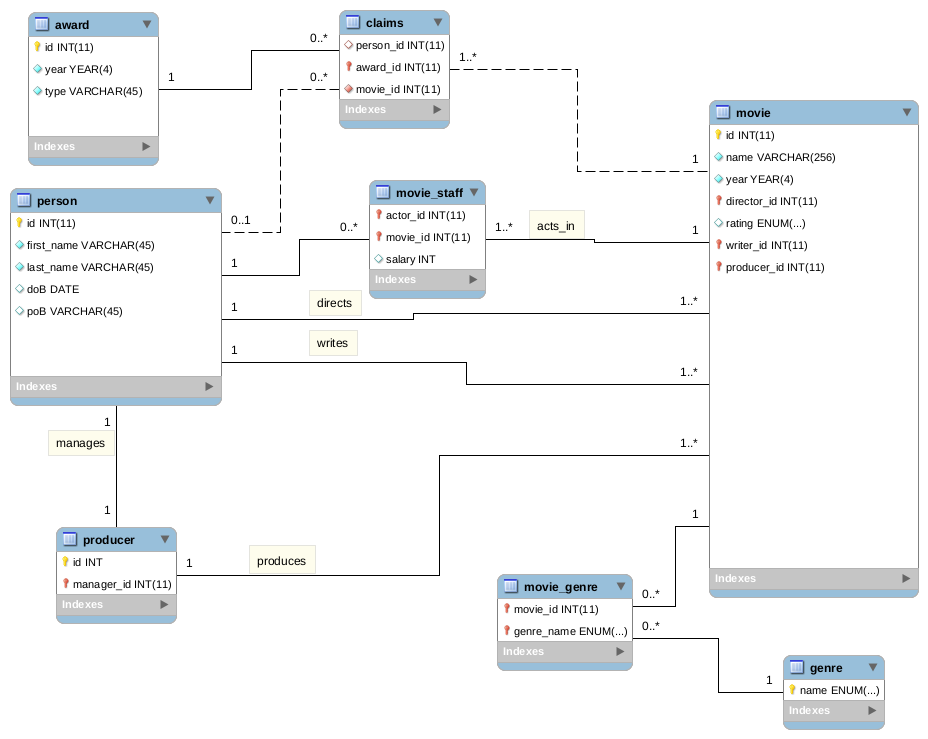 award
id INT(11)
year YEAR(4)
type VARCHAR(45)
Indexes
1
0..*
claims
person_id INT(11)
award_id INT(11)
movie_id INT(11)
Indexes
0..*
1..*
1
movie
id INT(11)
name VARCHAR(256)
year YEAR(4)
director_id INT(11)
rating ENUM(...)
writer_id INT(11)
producer_id INT(11)
Indexes
person
id INT(11)
first_name VARCHAR(45)
last_name VARCHAR(45)
doB DATE
poB VARCHAR(45)
Indexes
0..1
1
0..*
movie_staff
actor_id INT(11)
movie_id INT(11)
salary INT
Indexes
1..*
acts_in
1
1
directs
1..*
1
writes
1..*
1
manages
1
producer
id INT
manager_id INT(11)
Indexes
1
produces
1..*
movie_genre
movie_id INT(11)
genre_name ENUM(...)
Indexes
0..*
1
0..*
1
genre
name ENUM(...)
Indexes